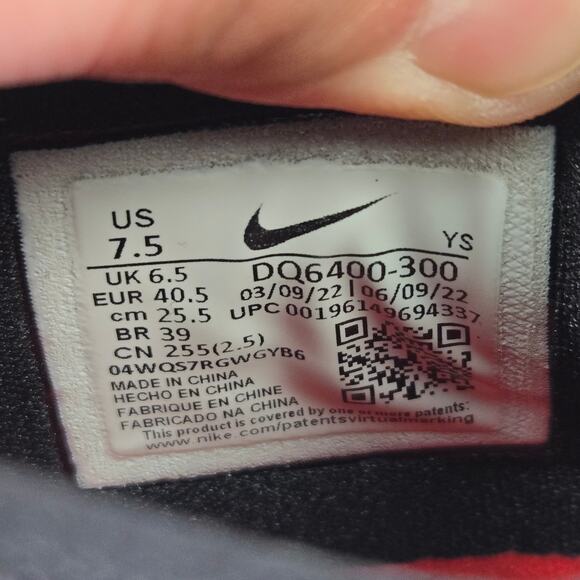 US
7.5
YS
UK 6.5
EUR 40.5
cm 25.5
BR 39
CN 255(2.5)
DQ6400-300
03/09/22 | 06/09/22
UPC 00196149694337
04WQS7RGWGYB6
MADE IN CHINA
HECHO EN CHINA
FABRIQUE EN CHINE
FABRICADO NA CHINA
This product is covered by one or more patents:
www.nike.com/patentsvirtualmarking